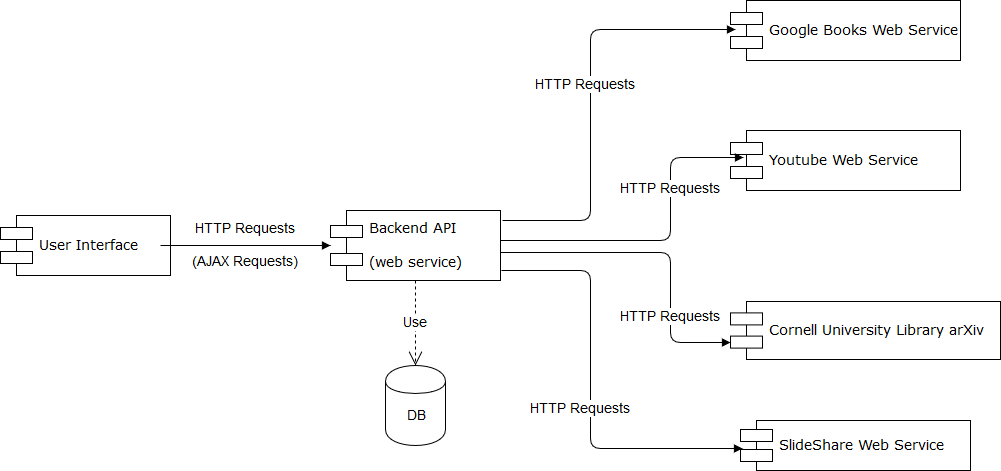 Google Books Web Service
HTTP Requests
Youtube Web Service
HTTP Requests
User Interface
HTTP Requests
(AJAX Requests)
Backend API
(web service)
Use
DB
HTTP Requests
Cornell University Library arXiv
HTTP Requests
SlideShare Web Service